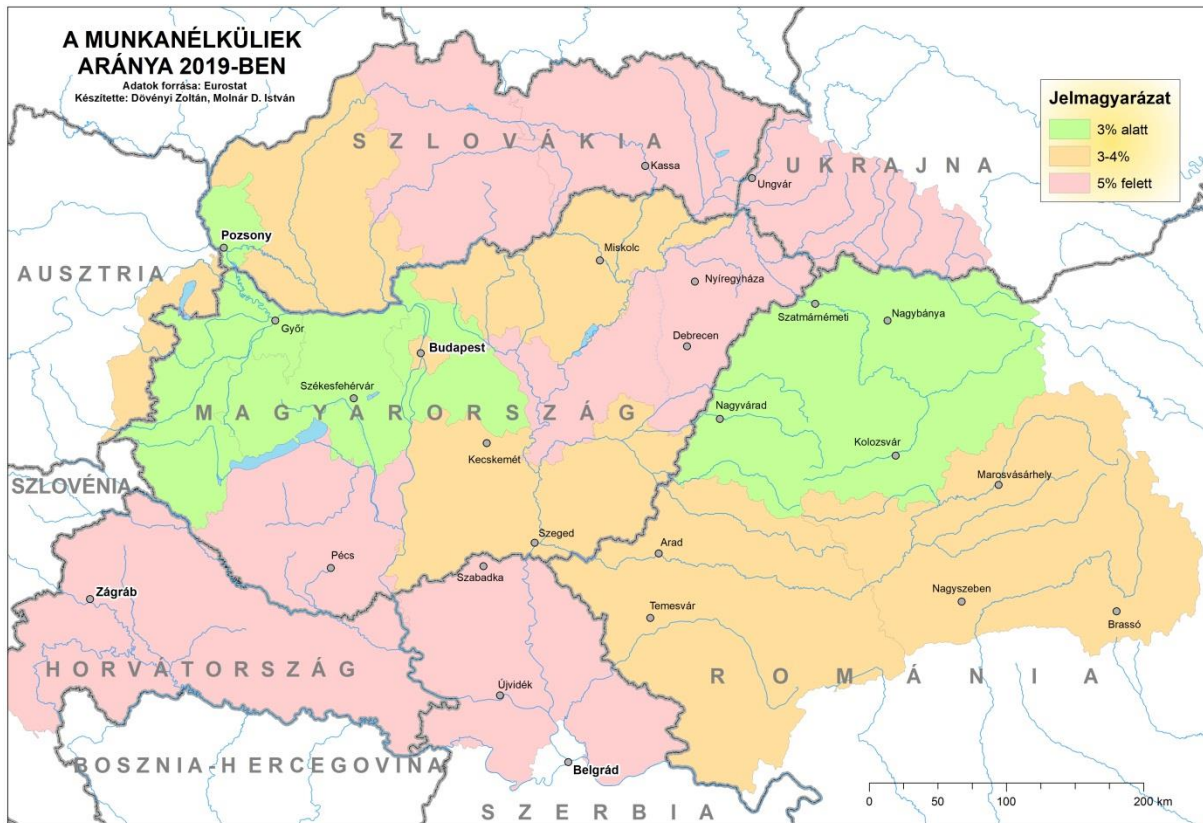 A MUNKANÉLKÜLIEK
ARÁNYA 2019-BEN
Adatok forrása: Eurostat
Készítette: Dövényi Zoltán, Molnár D. István
Jelmagyarázat
3% alatt
3-4%
5% felett
SZLOVÁKIA
Kassa
UKRAJNA
Ungvár
Pozsony
AUSZTRIA
Miskolc
Nyíregyháza
Szatmárnémeti
Nagybánya
Győr
Budapest
Debrecen
Székesfehérvár
MAGYARORSZÁG
Nagyvárad
Kecskemét
Kolozsvár
SZLOVÉNIA
Marosvásárhely
Szeged
Arad
Pécs
Szabadka
Zágráb
Temesvár
Nagyszeben
Brassó
HORVÁTORSZÁG
Újvidék
ROMÁNIA
BOSZNIA-HERCEGOVINA
Belgrád
SZERBIA
0 50 100 200 km